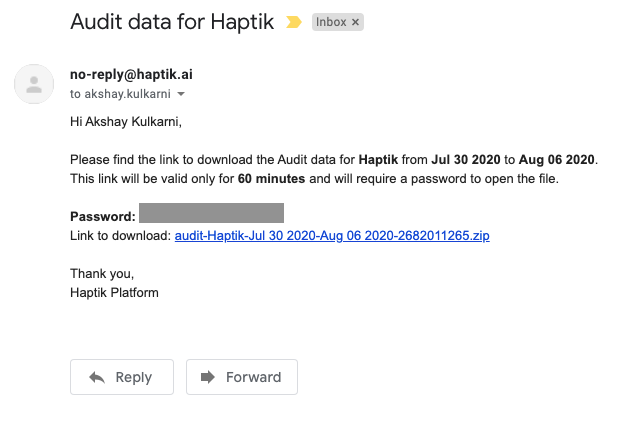 Audit data for Haptik Inbox ×
no-reply@haptik.ai
to akshay.kulkarni
Hi Akshay Kulkarni,
Please find the link to download the Audit data for Haptik from Jul 30 2020 to Aug 06 2020.
This link will be valid only for 60 minutes and will require a password to open the file.
Password:
Link to download: audit-Haptik-Jul 30 2020-Aug 06 2020-2682011265.zip
Thank you,
Haptik Platform
Reply Forward